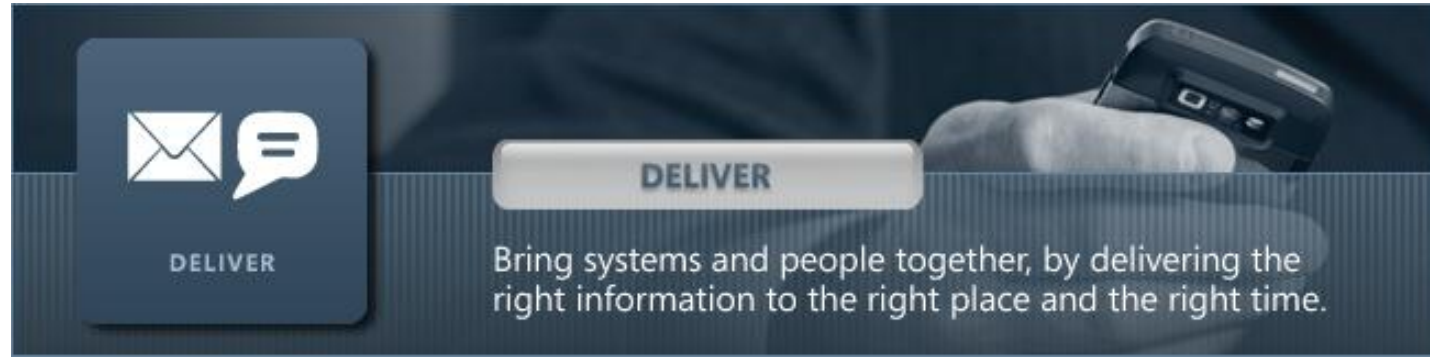 DELIVER
DELIVER
Bring systems and people together, by delivering the
right information to the right place and the right time.